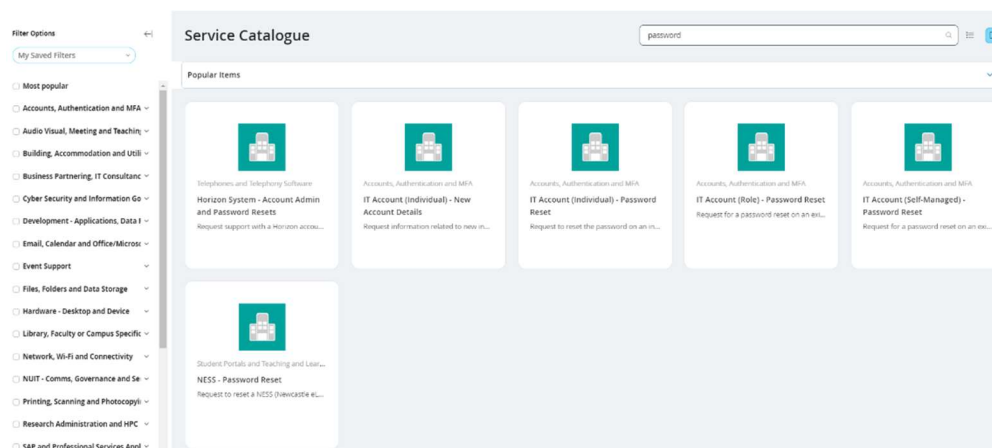 Filter Options
My Saved Filters
Most popular
Accounts, Authentication and MFA
Audio Visual, Meeting and Teaching
Building, Accommodation and Utili
Business Partnering, IT Consultanc
Cyber Security and Information Go
Development - Applications, Data
Email, Calendar and Office/Microsc
Event Support
Files, Folders and Data Storage
Hardware - Desktop and Device
Library, Faculty or Campus Specific
Network, Wi-Fi and Connectivity
NUIT - Comms, Governance and Se
Printing, Scanning and Photocopyi
Research Administration and HPC
SAP and Professional Services Appl
Service Catalogue
password
Popular Items
Telephones and Telephony Software
Horizon System - Account Admin
and Password Resets
Request support with a Horizon accou...
Accounts, Authentication and MFA
IT Account (Individual) - New
Account Details
Request information related to new in...
Accounts, Authentication and MFA
IT Account (Individual) - Password
Reset
Request to reset the password on an in...
Accounts, Authentication and MFA
IT Account (Role) - Password Reset
Request for a password reset on an exi...
Accounts, Authentication and MFA
IT Account (Self-Managed) -
Password Reset
Request for a password reset on an exi...
Student Portals and Teaching and Lear...
NESS - Password Reset
Request to reset a NESS (Newcastle eL...